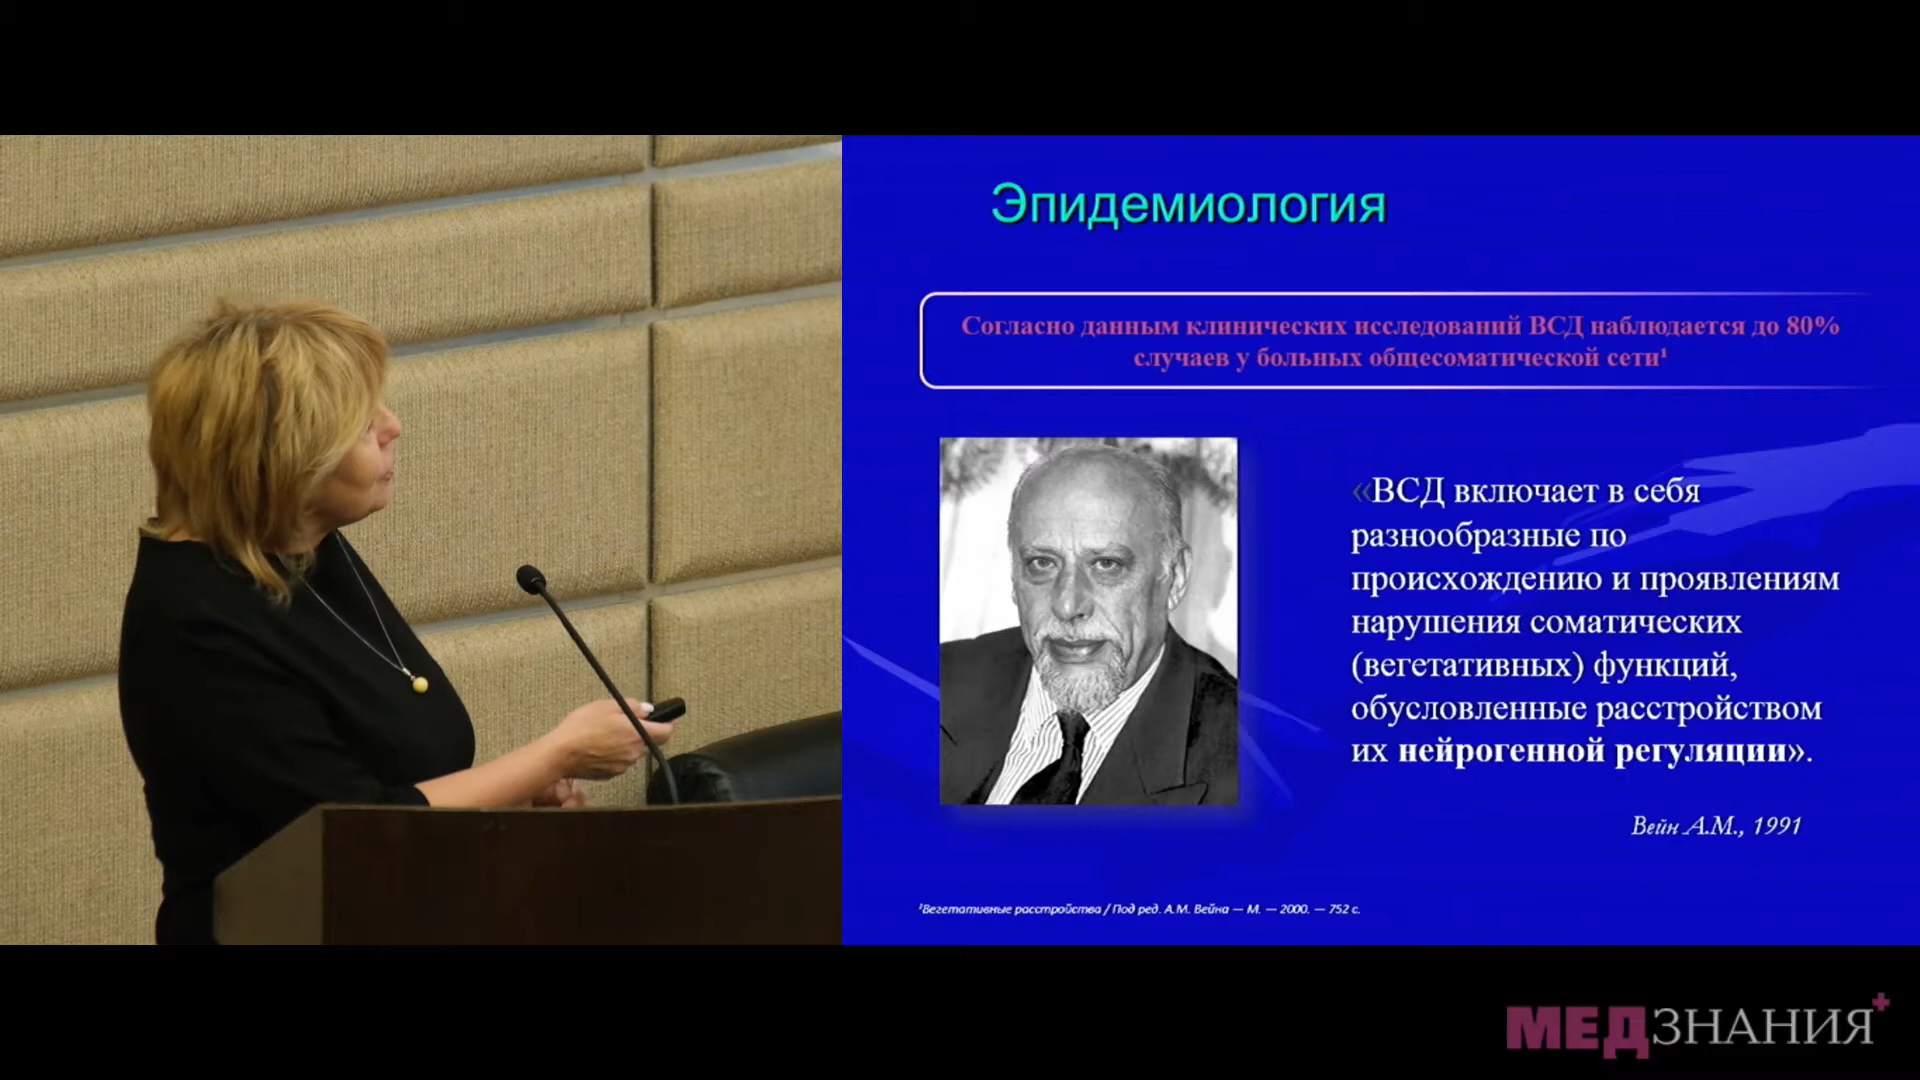 Эпидемиология
Согласно данным клинических исследований ВСД наблюдается до 80%
случаев у больных общесоматической сети¹
«ВСД включает в себя
разнообразные по
происхождению и проявлениям
нарушения соматических
(вегетативных) функций,
обусловленные расстройством
их нейрогенной регуляции».
Вейн А.М., 1991
¹Вегетативные расстройства / Под ред. А.М. Вейна — М. — 2000. — 752 с.
МЕДЗНАНИЯ+